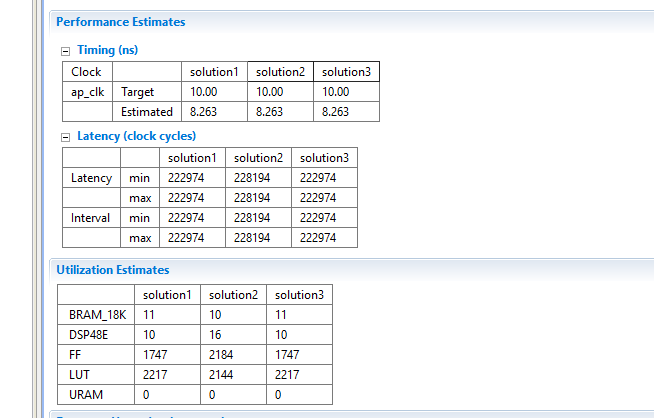 Performance Estimates
Timing (ns)
Clock solution1 solution2 solution3
ap_clk Target 10.00 10.00 10.00
Estimated 8.263 8.263 8.263
Latency (clock cycles)
solution1 solution2 solution3
Latency min 222974 228194 222974
max 222974 228194 222974
Interval min 222974 228194 222974
max 222974 228194 222974
Utilization Estimates
solution1 solution2 solution3
BRAM_18K 11 10 11
DSP48E 10 16 10
FF 1747 2184 1747
LUT 2217 2144 2217
URAM 0 0 0